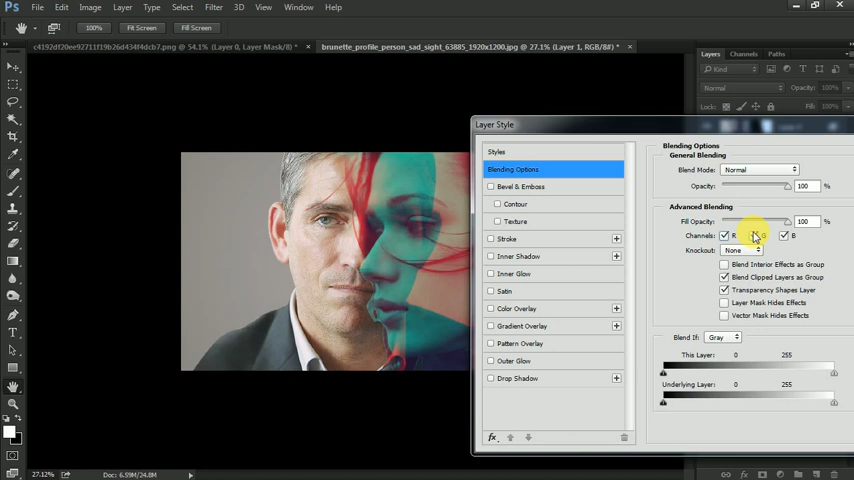 Ps File Edit Image Layer Type Select Filter 3D View Window Help
100% Fit Screen Fill Screen
c4192df20ee92711f19b26d434f4dcb7.png @ 54.1% (Layer 0, Layer Mask/8) * × brunette_profile_person_sad_sight_63885_1920x1200.jpg @ 27.1% (Layer 1, RGB/8#) * ×
Layers Channels Paths
Kind
Normal Opacity: 100%
Lock: Fill: 100%
Layer Style
Styles
Blending Options
Bevel & Emboss
Contour
Texture
Stroke
Inner Shadow
Inner Glow
Satin
Color Overlay
Gradient Overlay
Pattern Overlay
Outer Glow
Drop Shadow
fx
Blending Options
General Blending
Blend Mode: Normal
Opacity: 100 %
Advanced Blending
Fill Opacity: 100 %
Channels: R G B
Knockout: None
Blend Interior Effects as Group
Blend Clipped Layers as Group
Transparency Shapes Layer
Layer Mask Hides Effects
Vector Mask Hides Effects
Blend If: Gray
This Layer: 0 255
Underlying Layer: 0 255
27.12% Doc: 6.59M/24.8M